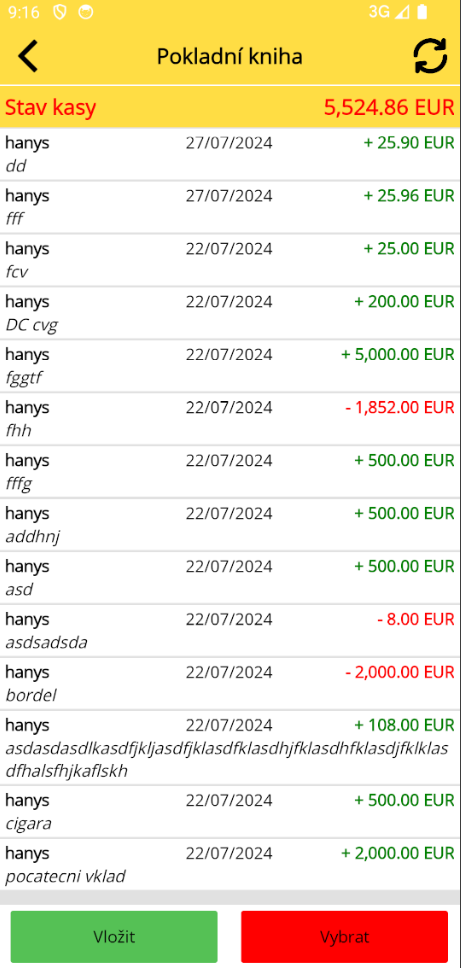 9:16 3G
Pokladní kniha
Stav kasy 5,524.86 EUR
hanys 27/07/2024 + 25.90 EUR
dd
hanys 27/07/2024 + 25.96 EUR
fff
hanys 22/07/2024 + 25.00 EUR
fcv
hanys 22/07/2024 + 200.00 EUR
DC cvg
hanys 22/07/2024 + 5,000.00 EUR
fggtf
hanys 22/07/2024 - 1,852.00 EUR
fhh
hanys 22/07/2024 + 500.00 EUR
fffg
hanys 22/07/2024 + 500.00 EUR
addhnj
hanys 22/07/2024 + 500.00 EUR
asd
hanys 22/07/2024 - 8.00 EUR
asdsadsda
hanys 22/07/2024 - 2,000.00 EUR
bordel
hanys 22/07/2024 + 108.00 EUR
asdasdasdlkasdfjkljasdfjklasdfklasdhjfklasdhfklasdjfklklas
dfhalsfhjkaflskh
hanys 22/07/2024 + 500.00 EUR
cigara
hanys 22/07/2024 + 2,000.00 EUR
pocatecni vklad
Vložit Vybrat